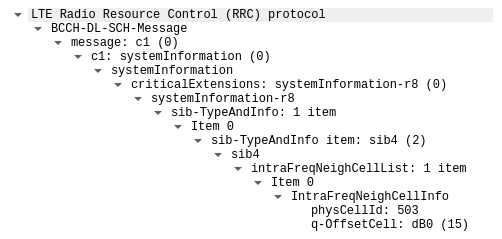 LTE Radio Resource Control (RRC) protocol
BCCH-DL-SCH-Message
message: c1 (0)
c1: systemInformation (0)
systemInformation
criticalExtensions: systemInformation-r8 (0)
systemInformation-r8
sib-TypeAndInfo: 1 item
Item 0
sib-TypeAndInfo item: sib4 (2)
sib4
intraFreqNeighCellList: 1 item
Item 0
IntraFreqNeighCellInfo
physCellId: 503
q-OffsetCell: dB0 (15)